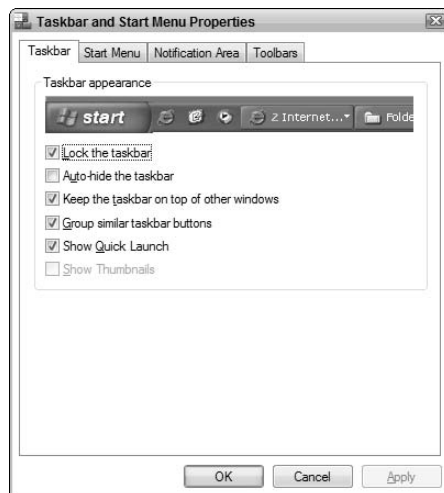 Taskbar and Start Menu Properties
Taskbar Start Menu Notification Area Toolbars
Taskbar appearance
start 2 Internet... Folde
Lock the taskbar
Auto-hide the taskbar
Keep the taskbar on top of other windows
Group similar taskbar buttons
Show Quick Launch
Show Thumbnails
OK Cancel Apply